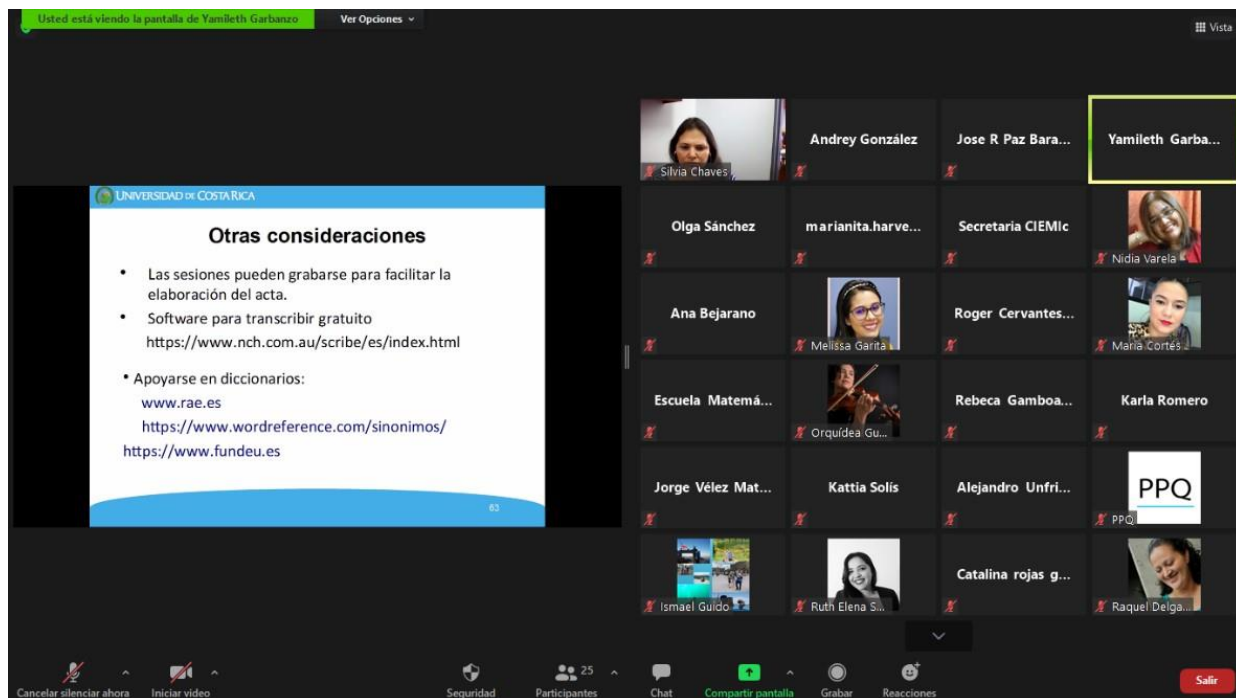 Usted está viendo la pantalla de Yamileth Garbanzo
Ver Opciones
Vista
UNIVERSIDAD DE COSTA RICA
Otras consideraciones
• Las sesiones pueden grabarse para facilitar la
elaboración del acta.
• Software para transcribir gratuito
https://www.nch.com.au/scribe/es/index.html
• Apoyarse en diccionarios:
www.rae.es
https://www.wordreference.com/sinonimos/
https://www.fundeu.es
63
Silvia Chaves
Andrey González
Jose R Paz Bara...
Yamileth Garba...
Olga Sánchez
marianita.harve...
Secretaria CIEMIc
Nidia Varela
Ana Bejarano
Melissa Garita
Roger Cervantes...
María Cortés
Escuela Matemá...
Orquídea Gu...
Rebeca Gamboa...
Karla Romero
Jorge Vélez Mat...
Kattia Solís
Alejandro Unfri...
PPQ
PPQ
Ismael Guido
Ruth Elena S...
Catalina rojas g...
Raquel Delga...
Cancelar silenciar ahora
Iniciar video
Seguridad
25
Participantes
Chat
Compartir pantalla
Grabar
Reacciones
Salir